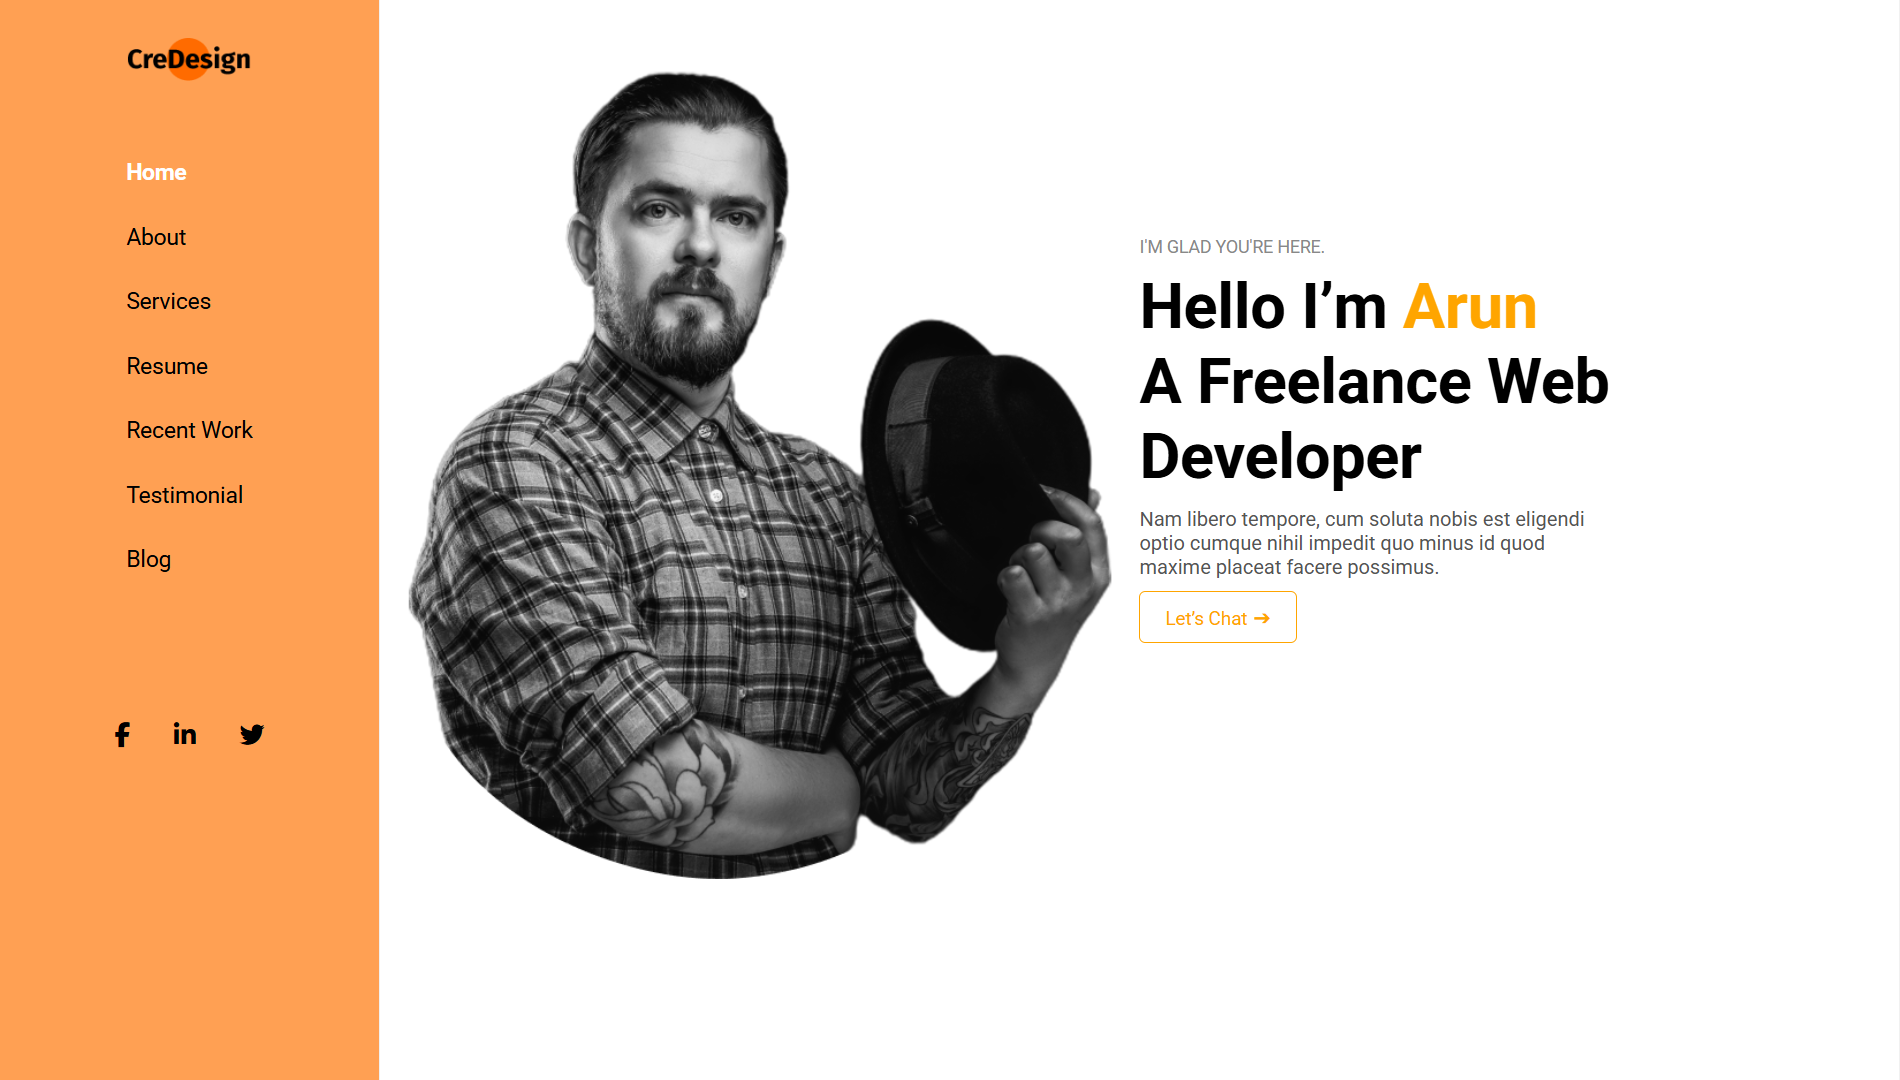 CreDesign
Home
About
Services
Resume
Recent Work
Testimonial
Blog
I'M GLAD YOU'RE HERE.
Hello I’m Arun
A Freelance Web
Developer
Nam libero tempore, cum soluta nobis est eligendi
optio cumque nihil impedit quo minus id quod
maxime placeat facere possimus.
Let’s Chat ➔